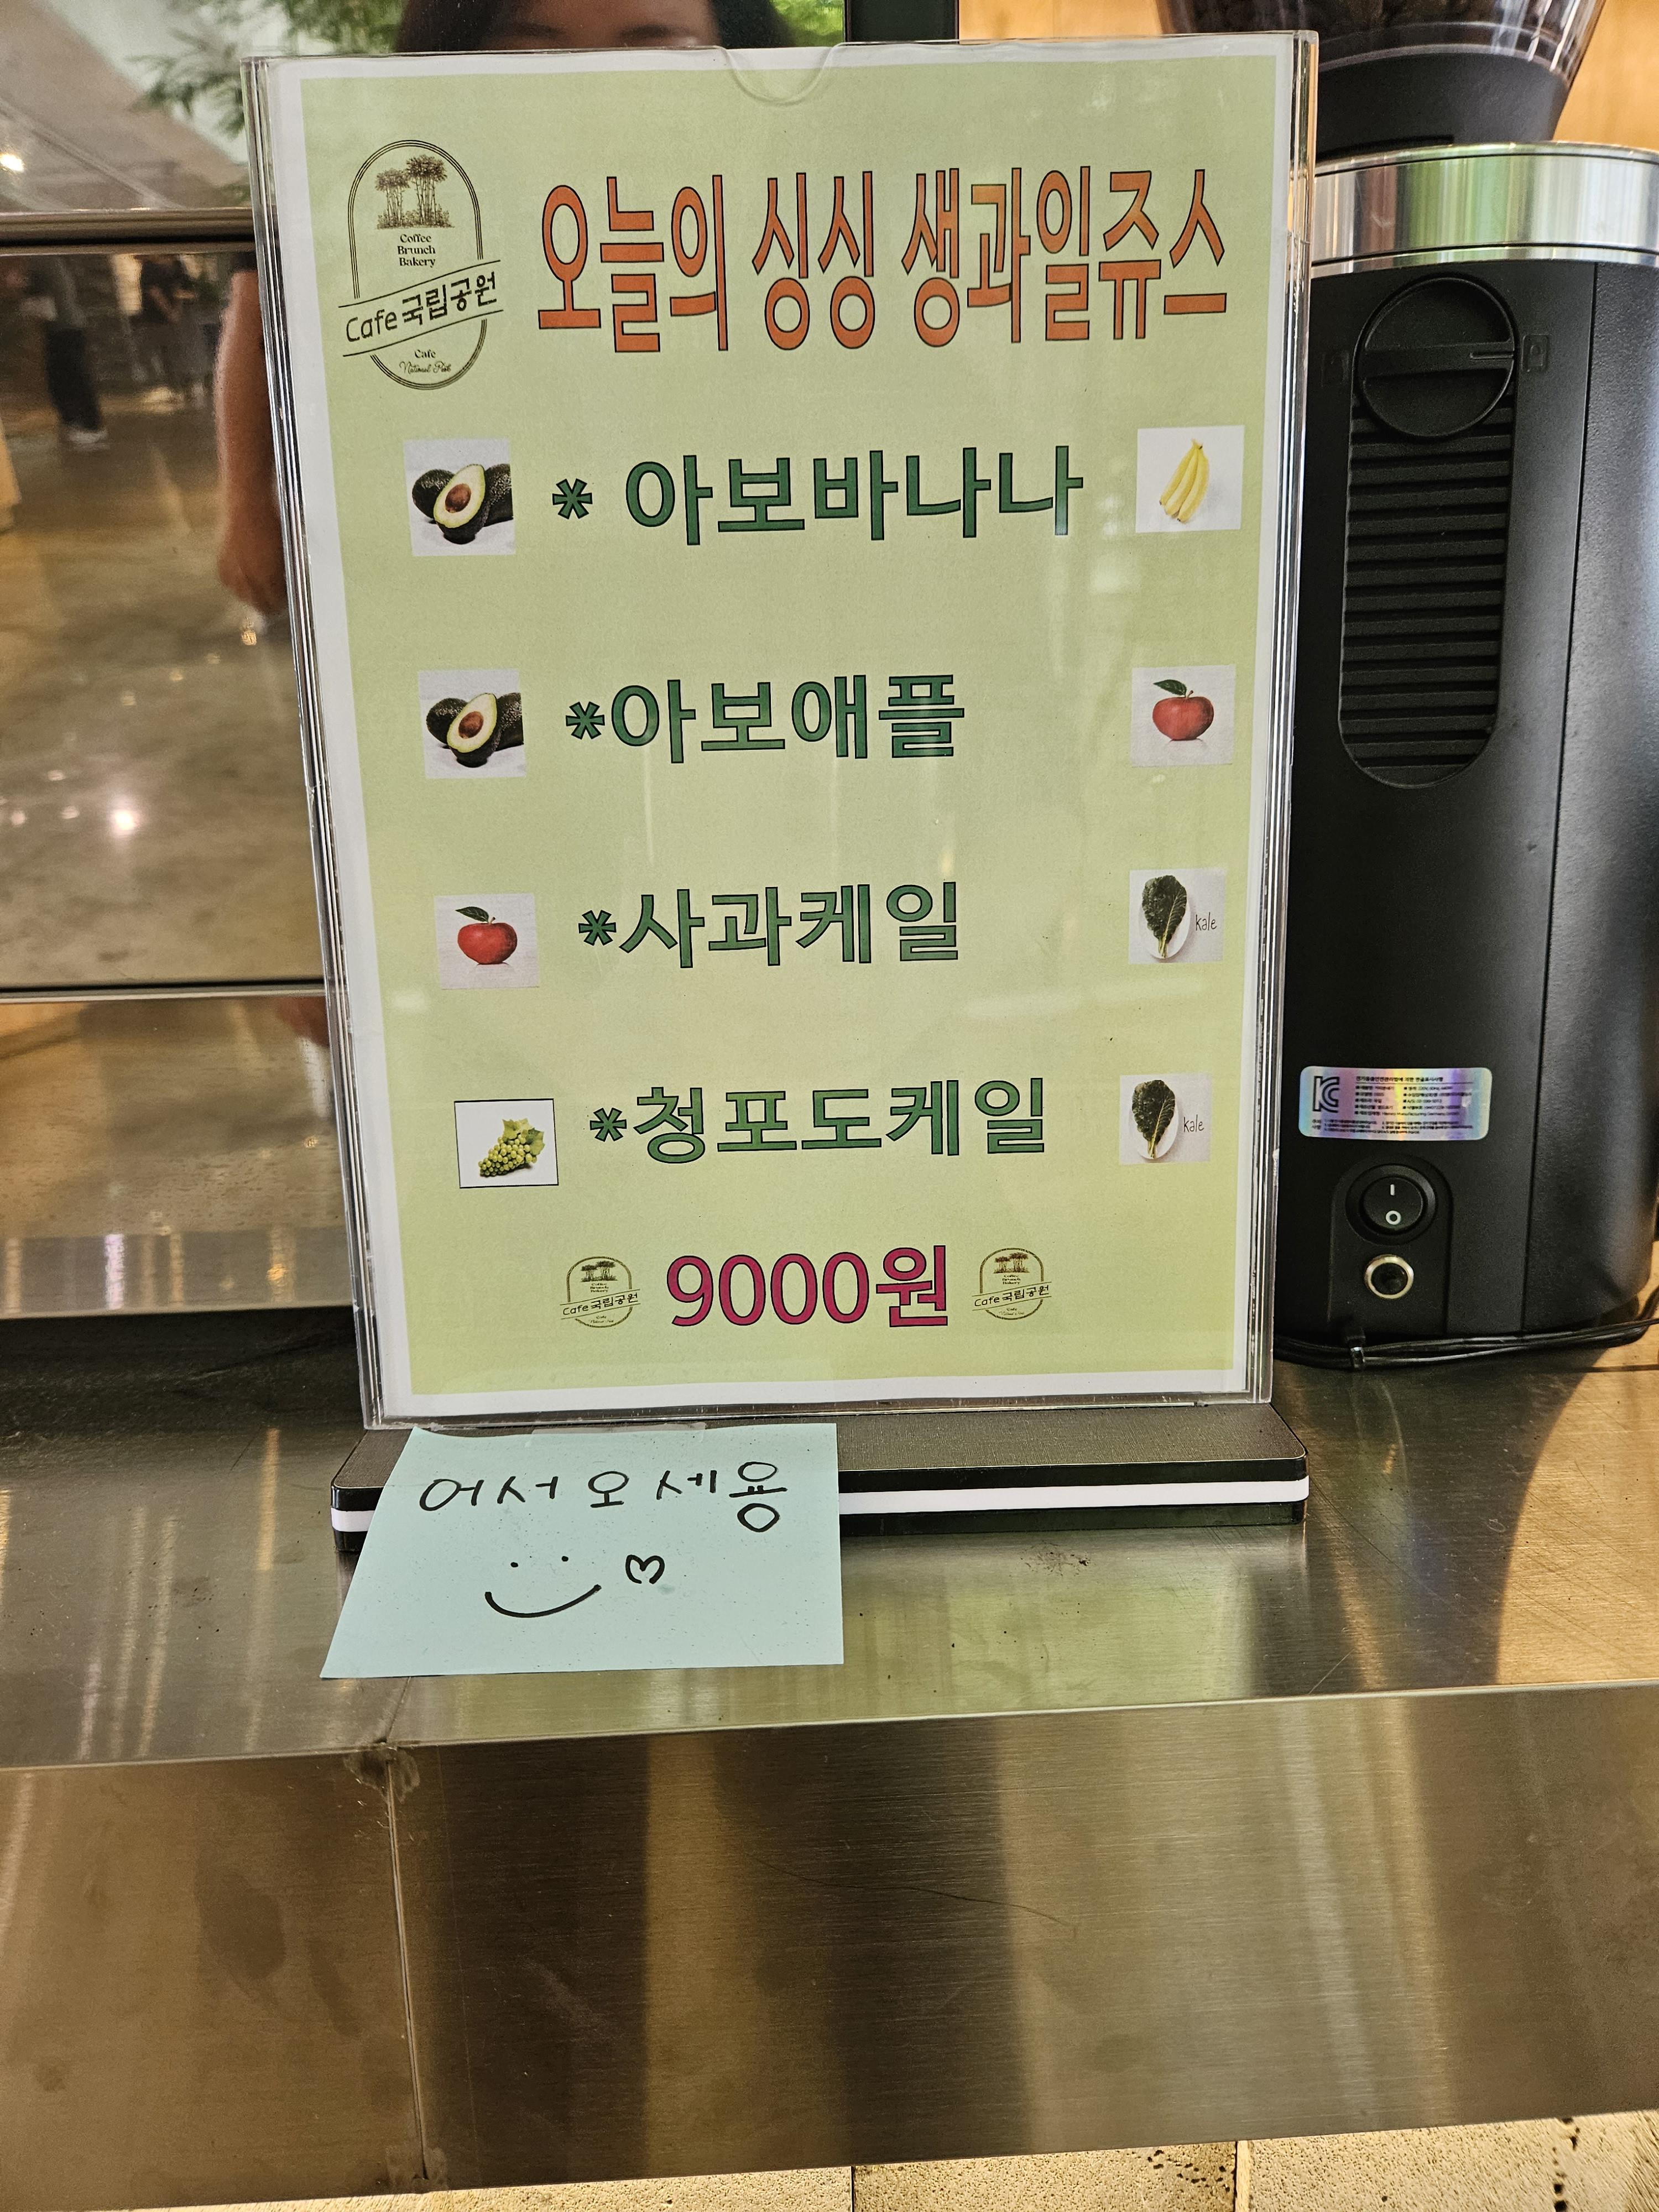 Coffee
Brunch
Bakery
Cafe 국립공원
Cafe
National Park
오늘의 싱싱 생과일쥬스
* 아보바나나
*아보애플
*사과케일
kale
*청포도케일
kale
Cafe 국립공원
9000원
Cafe 국립공원
어서오세용